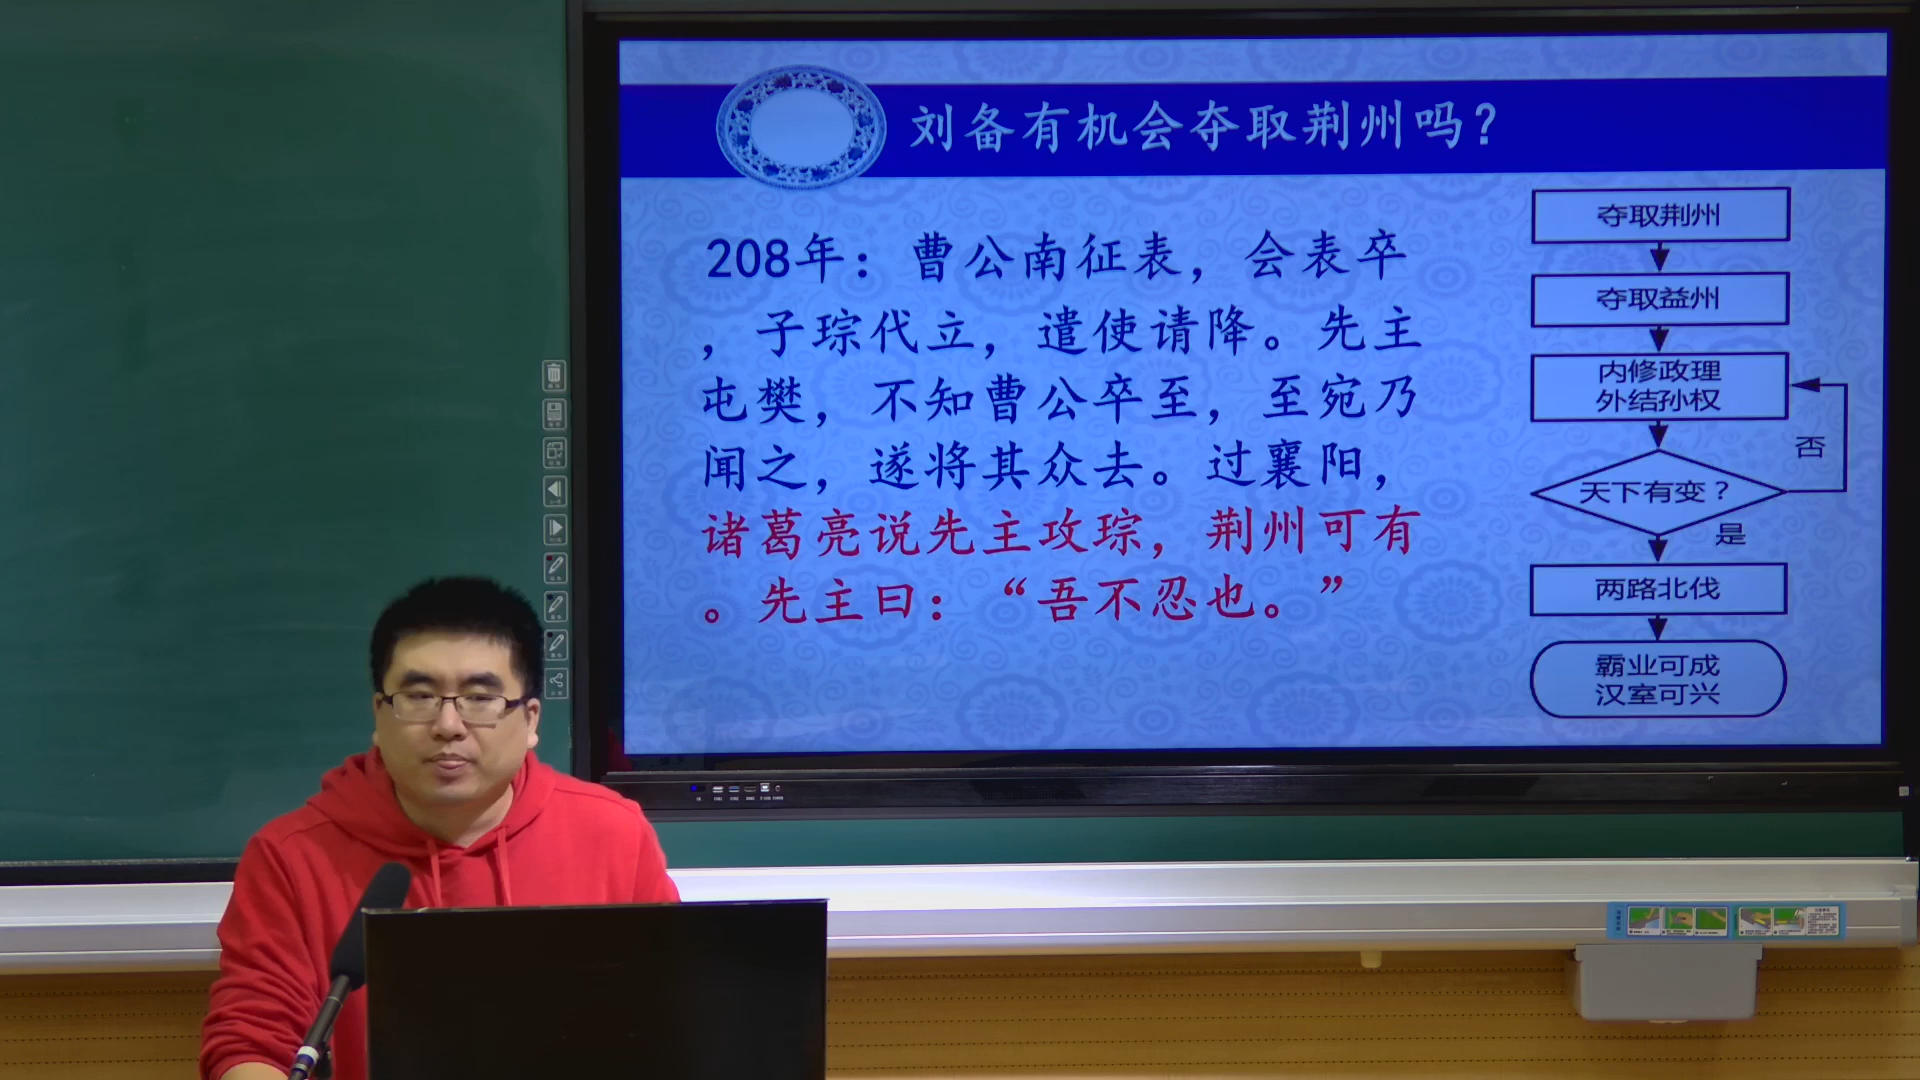 刘备有机会夺取荆州吗？
208年：曹公南征表，会表卒
，子琮代立，遣使请降。先主
屯樊，不知曹公卒至，至宛乃
闻之，遂将其众去。过襄阳，
诸葛亮说先主攻琮，荆州可有
。先主曰：“吾不忍也。”
夺取荆州
夺取益州
内修政理
外结孙权
否
天下有变？
是
两路北伐
霸业可成
汉室可兴